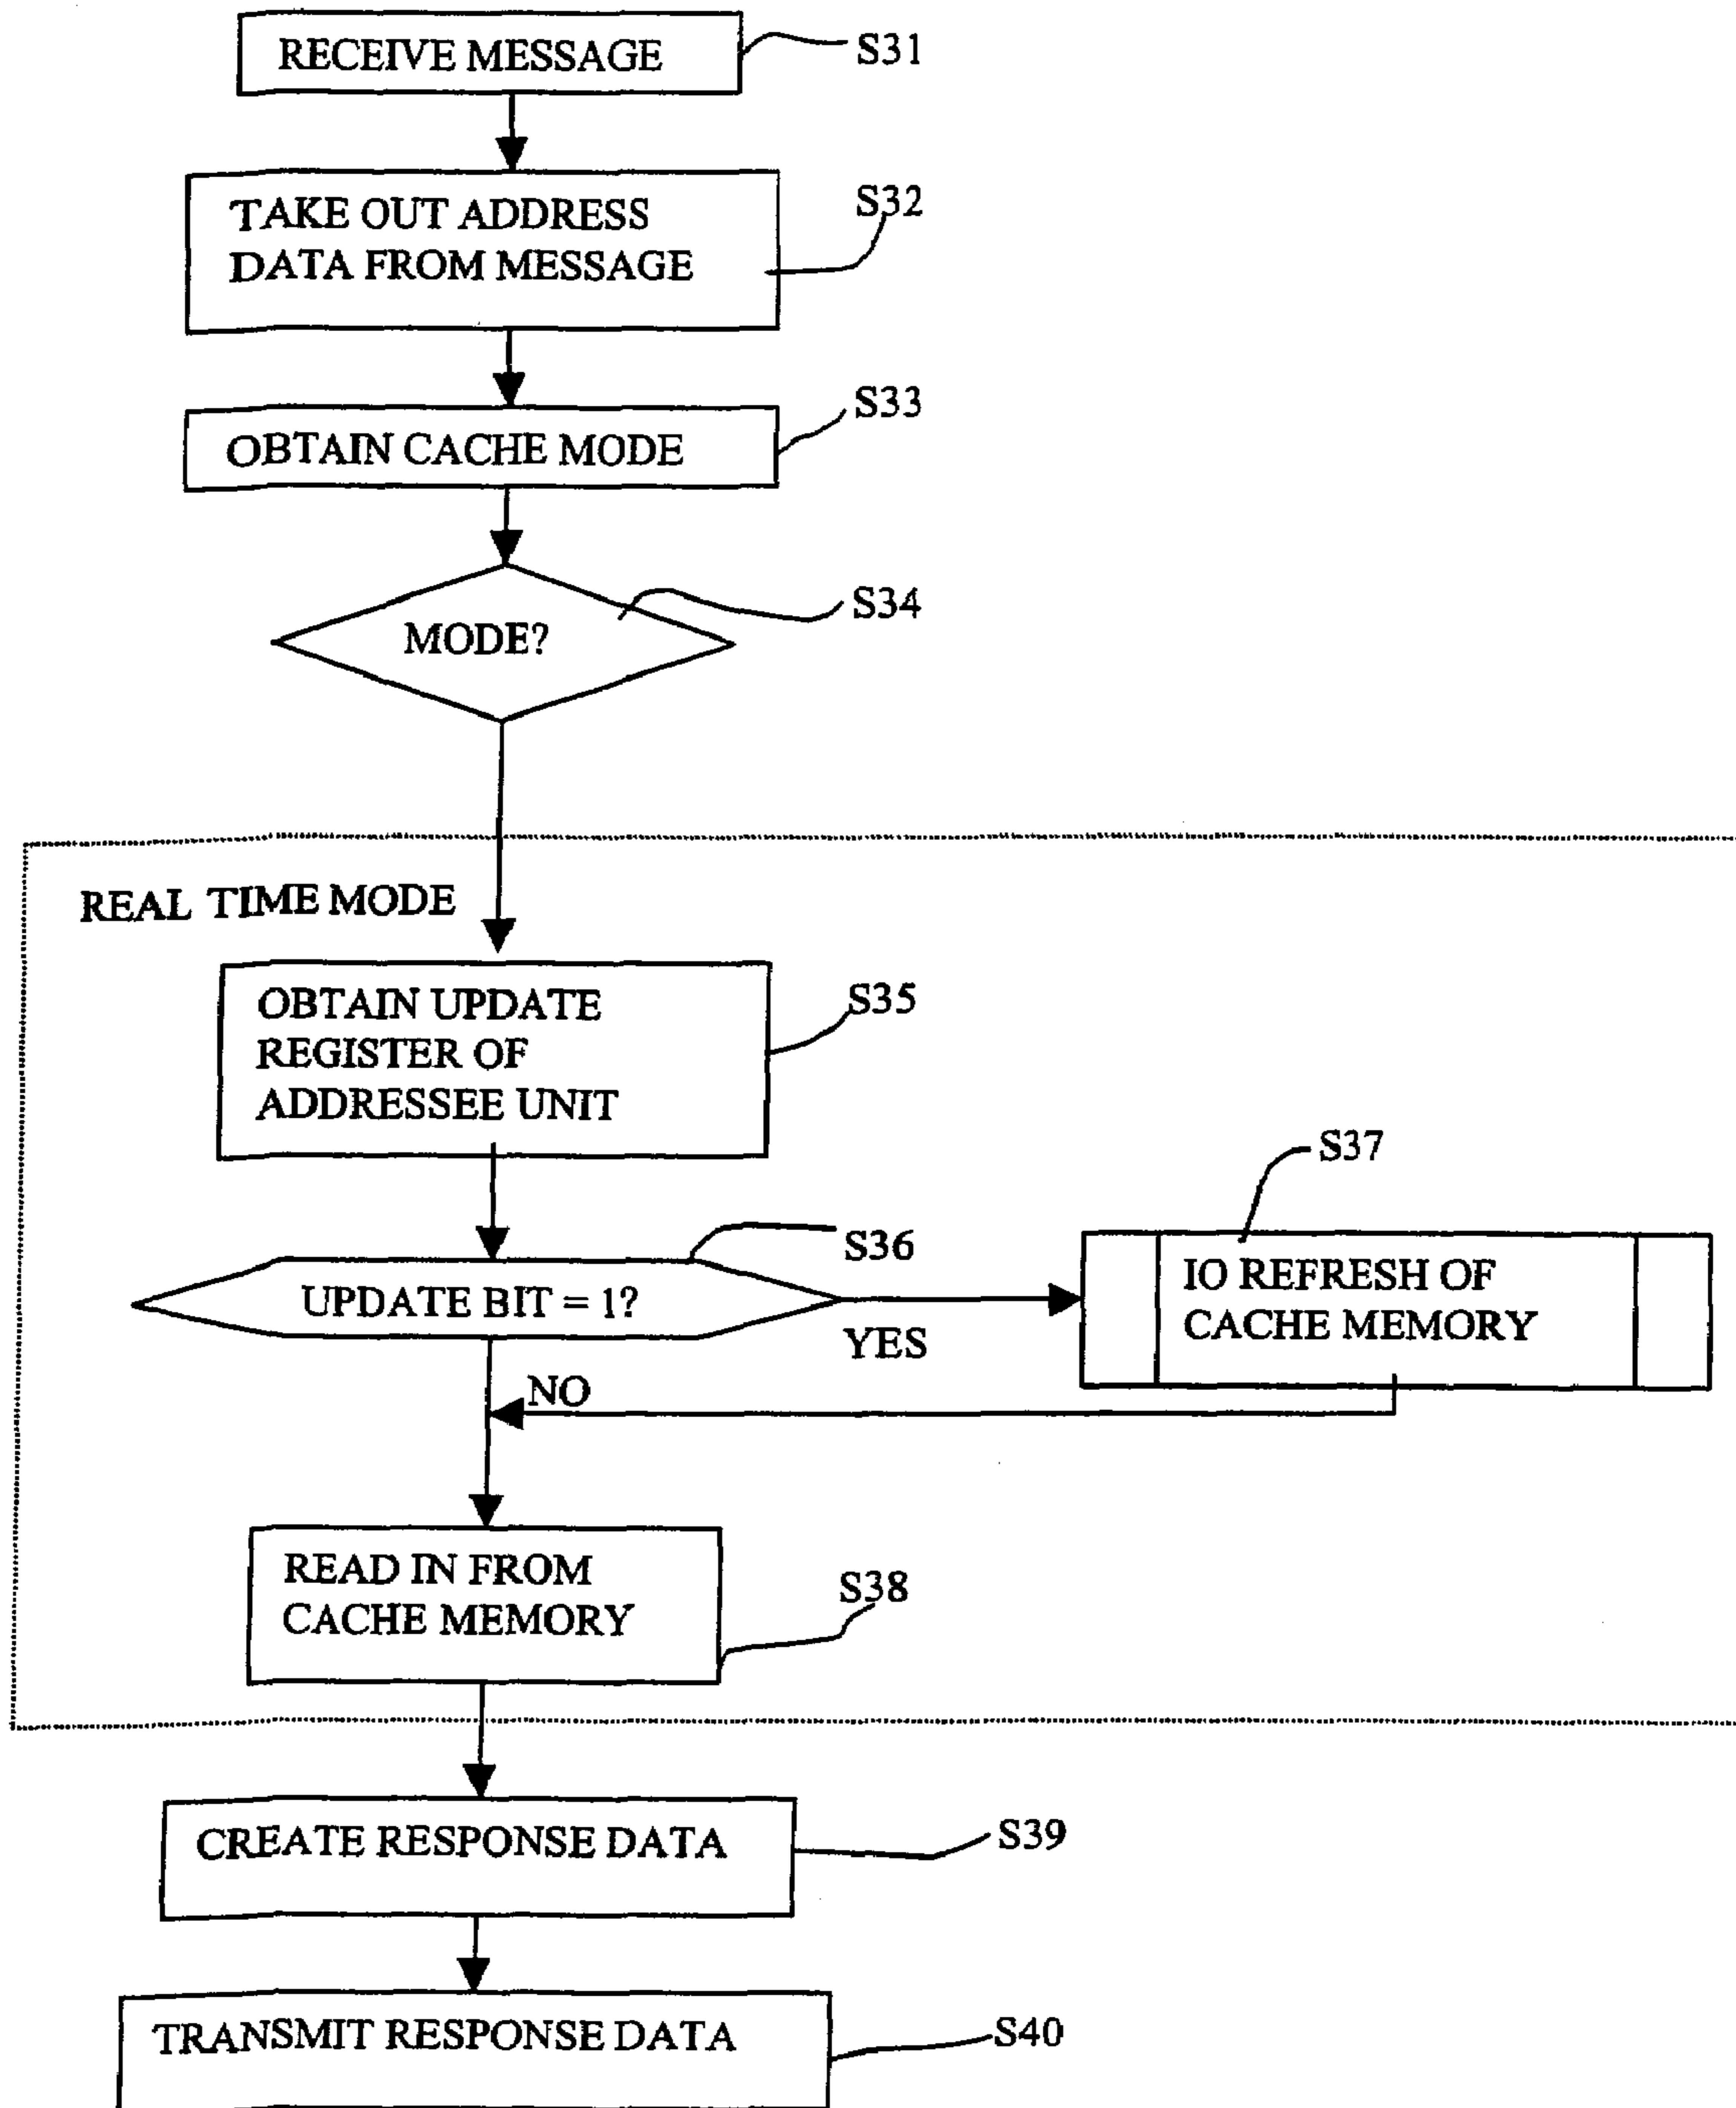 RECEIVE MESSAGE
S31
TAKE OUT ADDRESS
DATA FROM MESSAGE
S32
OBTAIN CACHE MODE
S33
MODE?
S34
REAL TIME MODE
OBTAIN UPDATE
REGISTER OF
ADDRESSEE UNIT
S35
UPDATE BIT = 1?
S36
YES
S37
IO REFRESH OF
CACHE MEMORY
NO
READ IN FROM
CACHE MEMORY
S38
CREATE RESPONSE DATA
S39
TRANSMIT RESPONSE DATA
S40